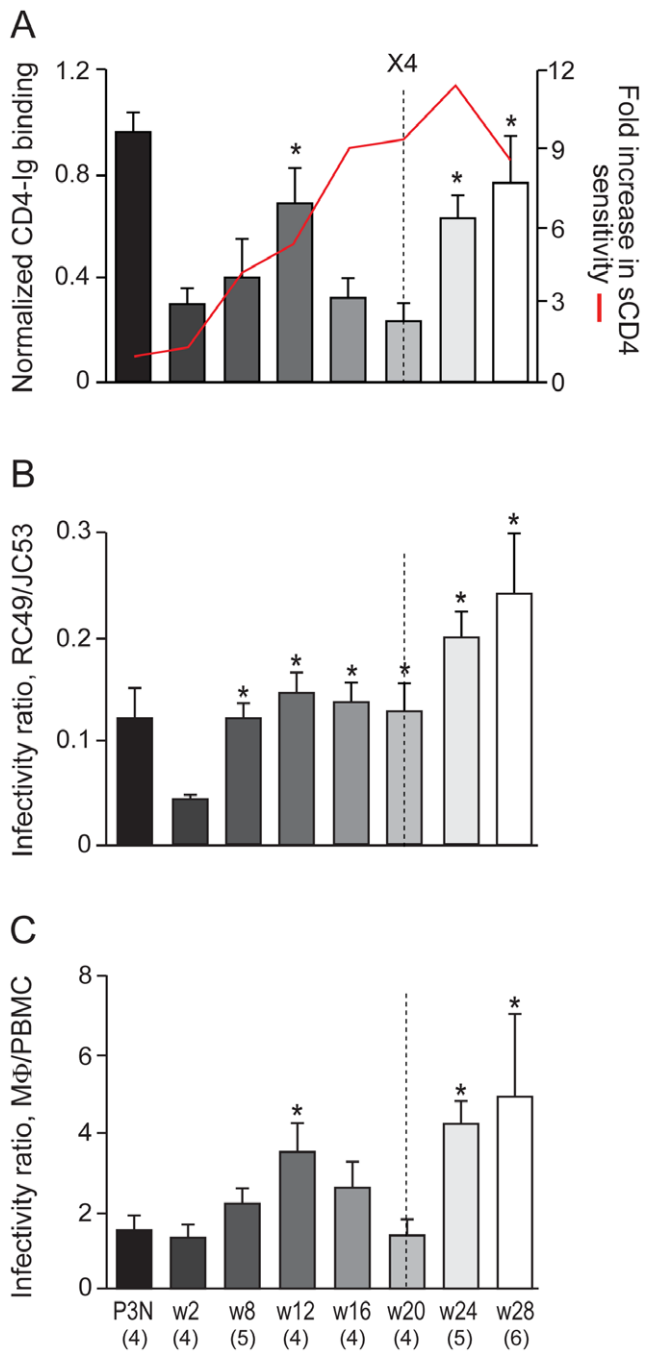 A
Normalized CD4-Ig binding
1.2
0.8
0.4
0
X4
*
*
*
12
9
6
3
0
Fold increase in sCD4
sensitivity
B
Infectivity ratio, RC49/JC53
0.3
0.2
0.1
0
*
*
*
*
*
*
C
Infectivity ratio, MΦ/PBMC
8
6
4
2
0
*
*
*
P3N w2 w8 w12 w16 w20 w24 w28
(4) (4) (5) (4) (4) (4) (5) (6)